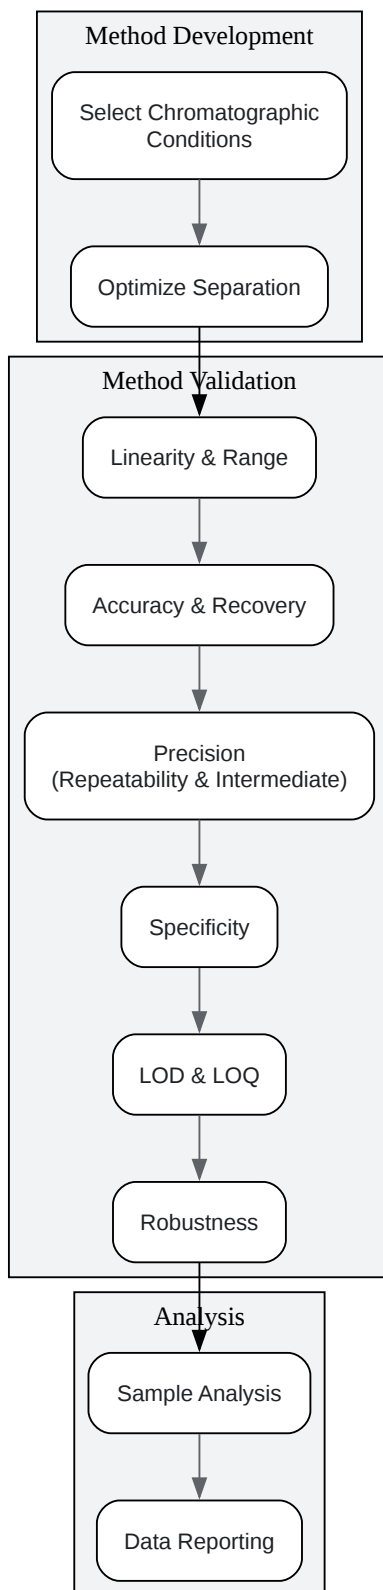 Method Development
Select Chromatographic
Conditions
Optimize Separation
Method Validation
Linearity & Range
Accuracy & Recovery
Precision
(Repeatability & Intermediate)
Specificity
LOD & LOQ
Robustness
Analysis
Sample Analysis
Data Reporting